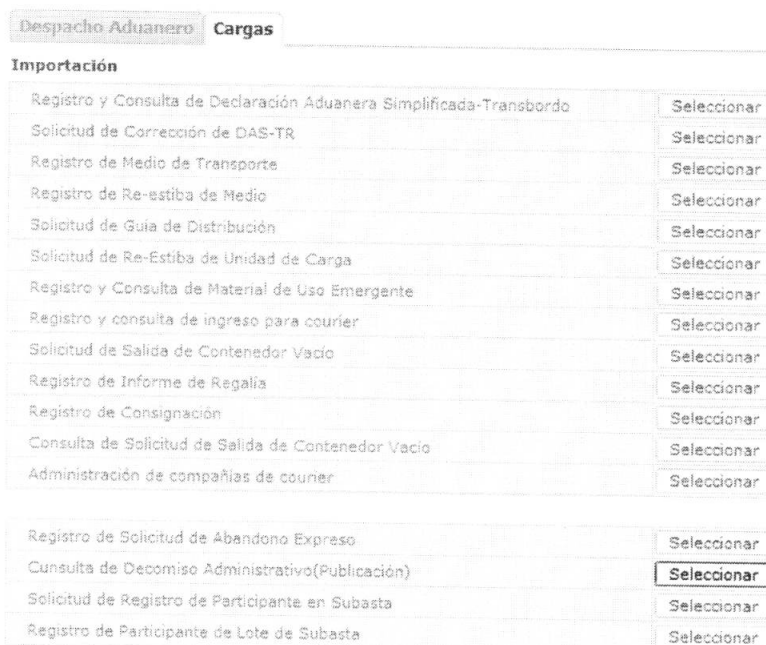 Despacho Aduanero Cargas
Importación
Registro y Consulta de Declaración Aduanera Simplificada-Transbordo Seleccionar
Solicitud de Corrección de DAS-TR Seleccionar
Registro de Medio de Transporte Seleccionar
Registro de Re-estiba de Medio Seleccionar
Solicitud de Guia de Distribución Seleccionar
Solicitud de Re-Estiba de Unidad de Carga Seleccionar
Registro y Consulta de Material de Uso Emergente Seleccionar
Registro y consulta de ingreso para courier Seleccionar
Solicitud de Salida de Contenedor Vacío Seleccionar
Registro de Informe de Regalía Seleccionar
Registro de Consignación Seleccionar
Consulta de Solicitud de Salida de Contenedor Vacío Seleccionar
Administración de compañias de courier Seleccionar
Registro de Solicitud de Abandono Expreso Seleccionar
Cunsulta de Decomiso Administrativo(Publicación) Seleccionar
Solicitud de Registro de Participante en Subasta Seleccionar
Registro de Participante de Lote de Subasta Seleccionar